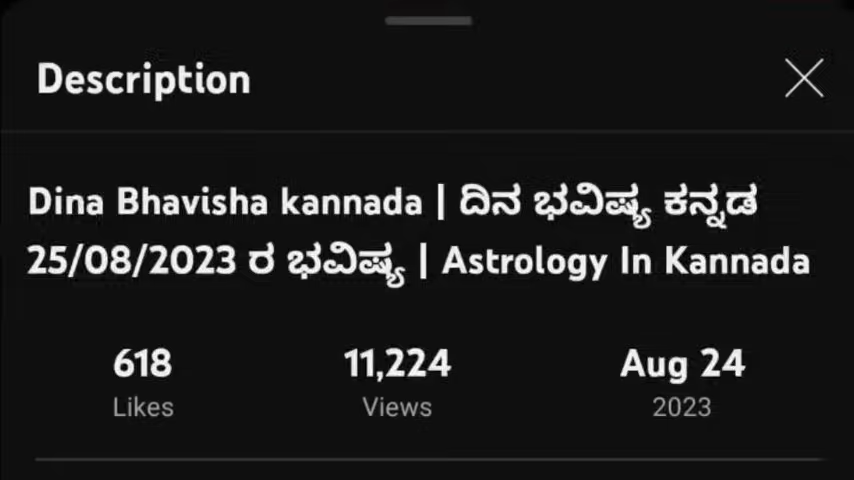 Description
Dina Bhavisha kannada | ದಿನ ಭವಿಷ್ಯ ಕನ್ನಡ
25/08/2023 ರ ಭವಿಷ್ಯ | Astrology In Kannada
618 11,224 Aug 24
Likes Views 2023